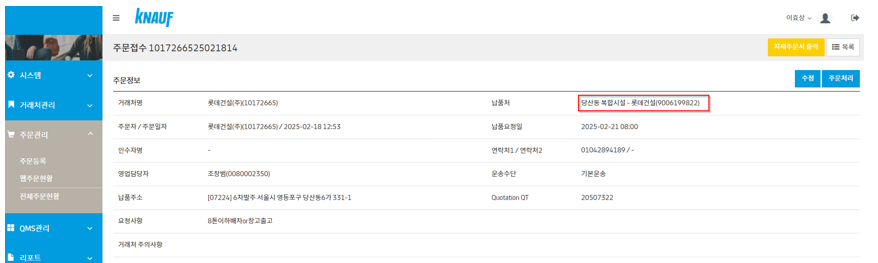 KNAUF
이효상
주문접수 1017266525021814
자재주문서 출력
목록
시스템
거래처관리
주문관리
주문등록
웹주문현황
전체주문현황
QMS관리
리포트
주문정보
수정
주문처리
거래처명 롯데건설(주)(10172665) 납품처 당산동 복합시설 - 롯데건설(9006199822)
주문자 / 주문일자 롯데건설(주)(10172665) / 2025-02-18 12:53 납품요청일 2025-02-21 08:00
인수자명 - 연락처1 / 연락처2 01042894189 / -
영업담당자 조창범(0080002350) 운송수단 기본운송
납품주소 [07224] 6차발주 서울시 영등포구 당산동6가 331-1 Quotation QT 20507322
요청사항 8톤이하배차or창고출고
거래처 주의사항